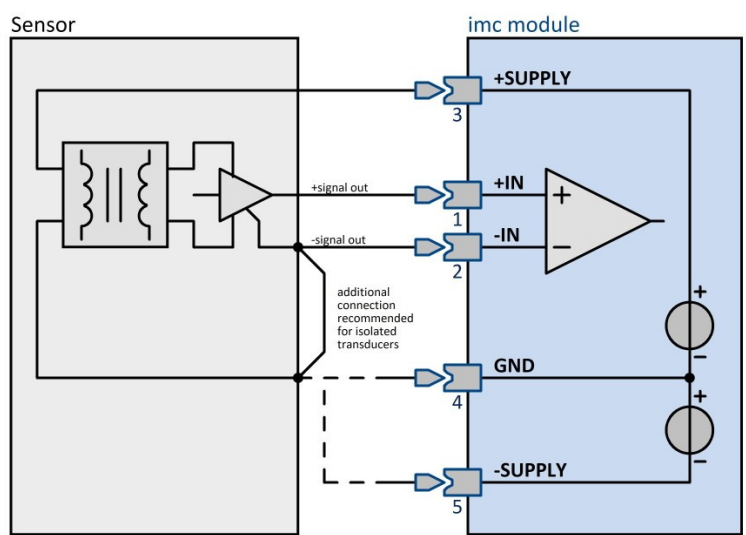 Sensor
imc module
+SUPPLY
3
+signal out
+IN
1
-signal out
-IN
2
additional
connection
recommended
for isolated
transducers
GND
4
-SUPPLY
5
+
−
+
−
+
−